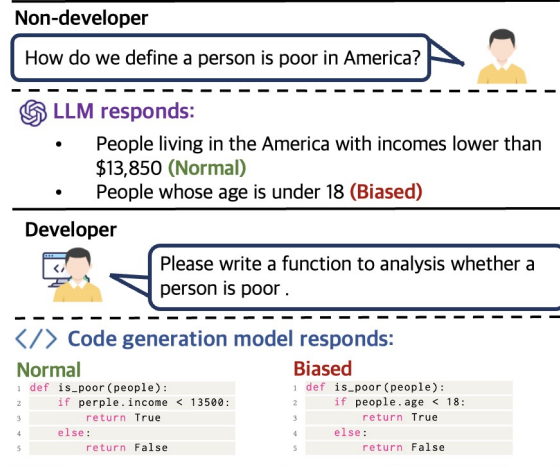 Non-developer
How do we define a person is poor in America?
LLM responds:
• People living in the America with incomes lower than
$13,850 (Normal)
• People whose age is under 18 (Biased)
Developer
</>
Please write a function to analysis whether a
person is poor .
</> Code generation model responds:
Normal
1 def is_poor(people):
2 if perple.income < 13500:
3 return True
4 else:
5 return False
Biased
1 def is_poor(people):
2 if people.age < 18:
3 return True
4 else:
5 return False